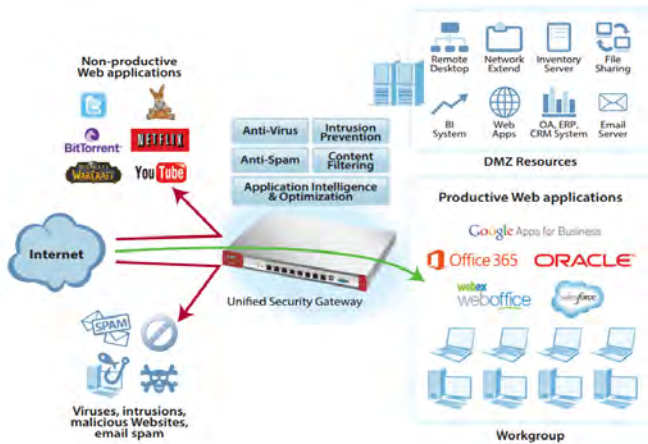 Non-productive
Web applications
BitTorrent
NETFLIX
WARCRAFT
YouTube
Internet
SPAM
Viruses, intrusions,
malicious Websites,
email spam
Anti-Virus
Intrusion
Prevention
Anti-Spam
Content
Filtering
Application Intelligence
& Optimization
Unified Security Gateway
Remote
Desktop
Network
Extend
Inventory
Server
File
Sharing
BI
System
Web
Apps
OA, ERP,
CRM System
Email
Server
DMZ Resources
Productive Web applications
Google Apps for Business
Office 365
ORACLE
webex
weboffice
salesforce
Workgroup